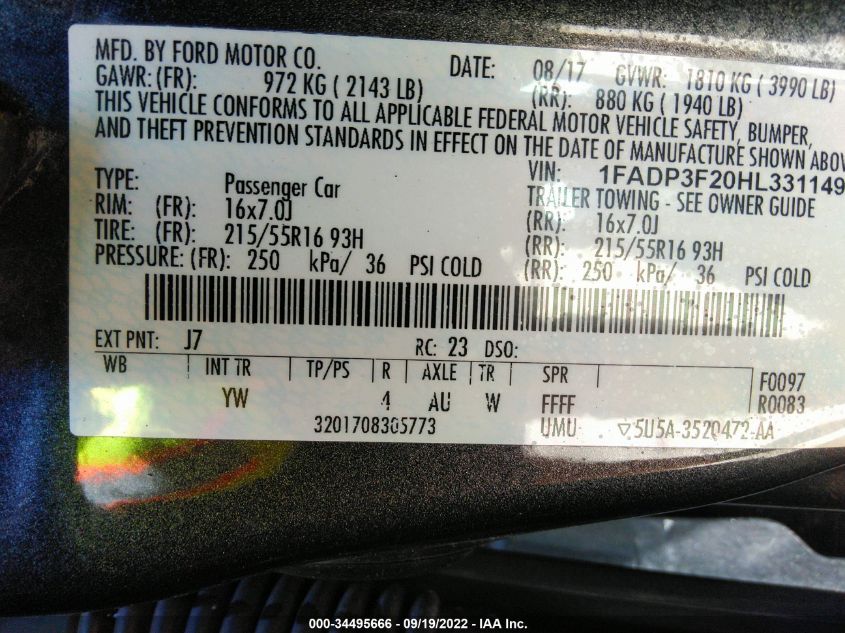 MFD. BY FORD MOTOR CO. DATE: 08/17 GVWR: 1810 KG ( 3990 LB)
GAWR: (FR): 972 KG ( 2143 LB) (RR): 880 KG ( 1940 LB)
THIS VEHICLE CONFORMS TO ALL APPLICABLE FEDERAL MOTOR VEHICLE SAFETY, BUMPER,
AND THEFT PREVENTION STANDARDS IN EFFECT ON THE DATE OF MANUFACTURE SHOWN ABOV
VIN: 1FADP3F20HL331149
TYPE: Passenger Car TRAILER TOWING - SEE OWNER GUIDE
RIM: (FR): 16x7.0J (RR): 16x7.0J
TIRE: (FR): 215/55R16 93H (RR): 215/55R16 93H
PRESSURE: (FR): 250 kPa/ 36 PSI COLD (RR): 250 kPa/ 36 PSI COLD
EXT PNT: J7 RC: 23 DSO:
WB INT TR TP/PS R AXLE TR SPR F0097
YW 4 AU W FFFF R0083
3201708305773 UMU ▽5U5A-3520472-AA
000-34495666 - 09/19/2022 - IAA Inc.